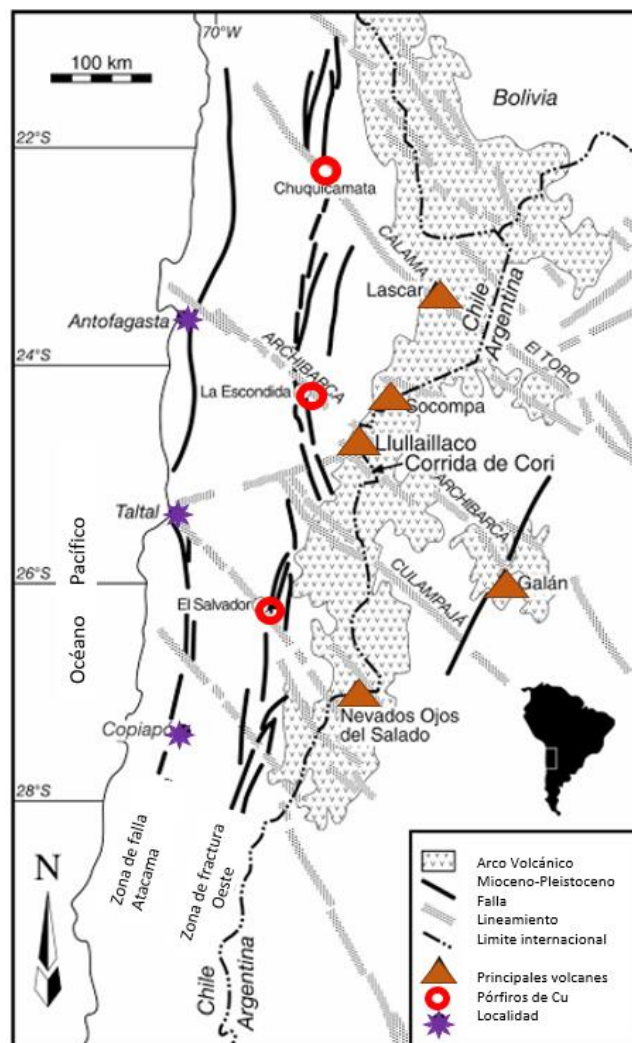 70°W
100 km
Bolivia
22°S
Chuquicamata
CALAMA
Lascar
Chile
Argentina
Antofagasta
ARCHIBARCA
EI TORO
24°S
La Escondida
Socompa
Llullaillaco
Corrida de Cori
ARCHIBARCA
Taltal
CULAMPAJÁ
Galán
26°S
Océano Pacífico
El Salvador
Nevados Ojos
del Salado
Copiapó
28°S
Zona de falla
Atacama
Zona de fractura
Oeste
N
Chile
Argentina
Arco Volcánico
Mioceno-Pleistoceno
Falla
Lineamiento
Limite internacional
Principales volcanes
Pórfiros de Cu
Localidad